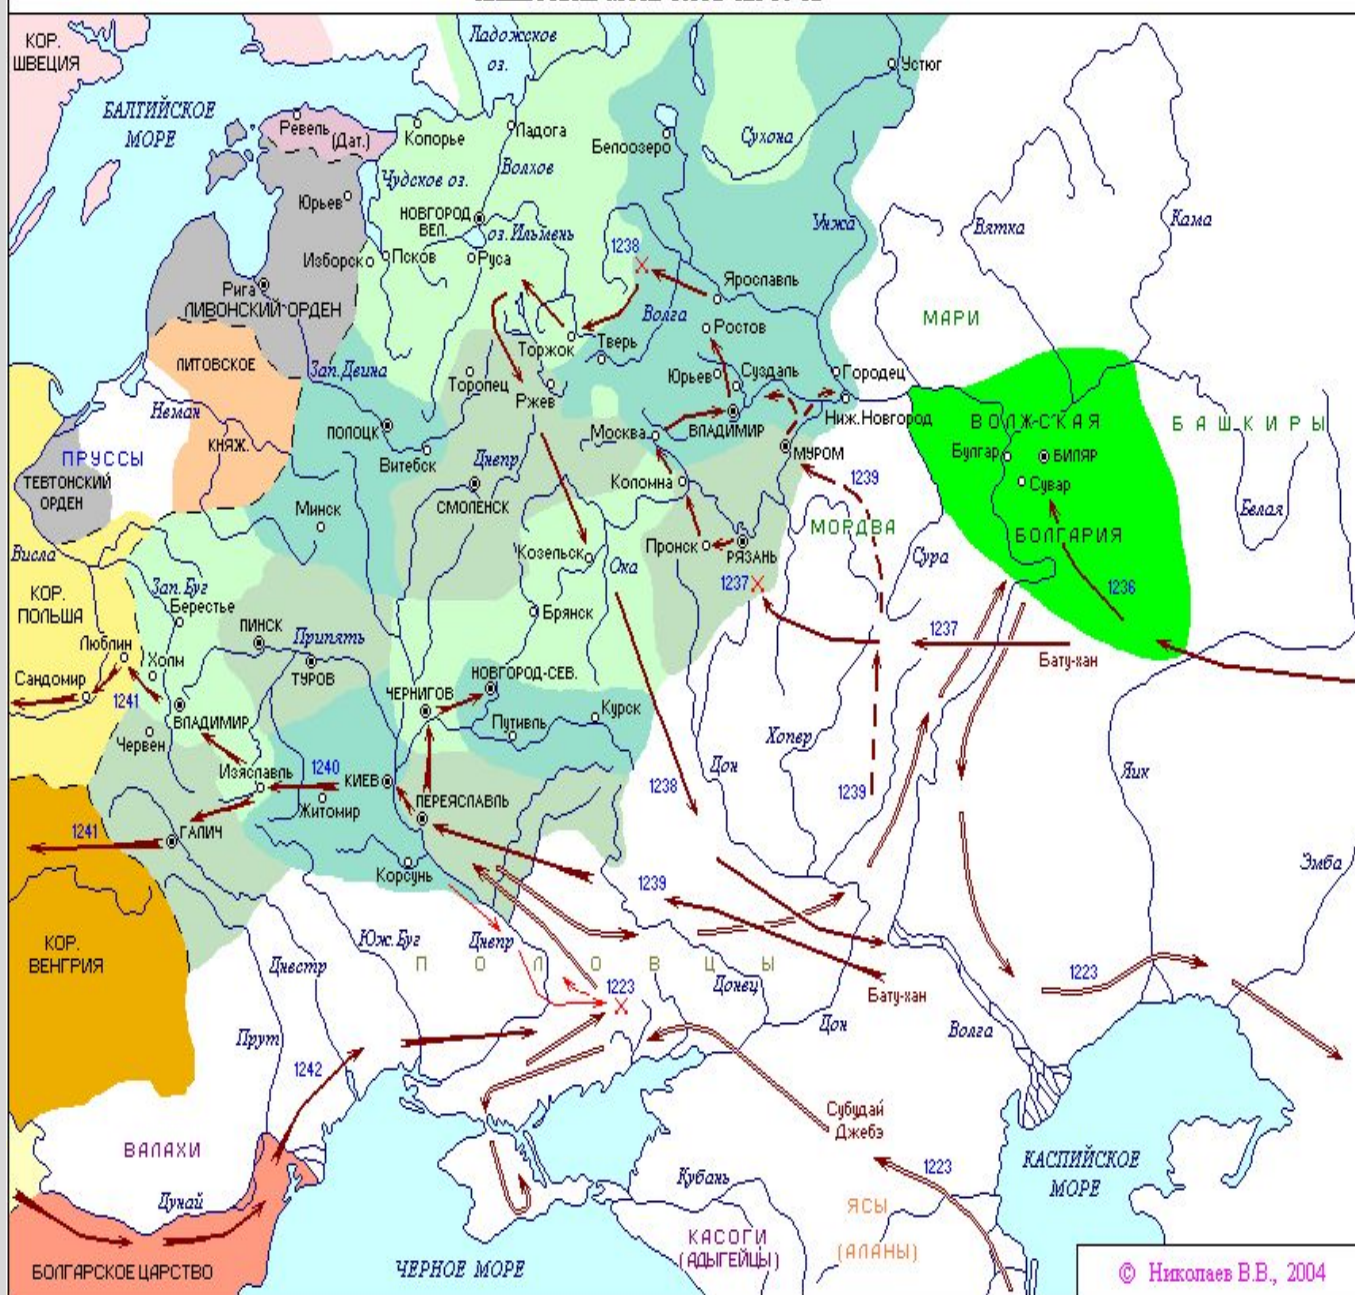 КОР.
ШВЕЦИЯ
Ладожское
оз.
Устюг
БАЛТИЙСКОЕ
МОРЕ
Ревель
(Дат.)
Копорье
Ладога
Белоозеро
Сухона
Волхов
Чудское оз.
Юрьев
НОВГОРОД
ВЕЛ.
оз. Ильмень
Унжа
Вятка
Кама
Изборск
Псков
Руса
1238
Рига
ЛИВОНСКИЙ ОРДЕН
Ярославль
Волга
Ростов
МАРИ
ЛИТОВСКОЕ
Зап. Двина
Торжок
Тверь
Торопец
Юрьев
Суздаль
Городец
Неман
Ржев
ВЛАДИМИР
Ниж. Новгород
ВОЛЖСКАЯ
БАШКИРЫ
ПОЛОЦК
Москва
КНЯЖ.
ПРУССЫ
Витебск
Днепр
МУРОМ
Булгар
БИЛЯР
ТЕВТОНСКИЙ
ОРДЕН
СМОЛЕНСК
Коломна
1239
Сувар
Белая
Минск
МОРДВА
БОЛГАРИЯ
Висла
Козельск
Ока
Пронск
РЯЗАНЬ
Сура
1237
1236
КОР.
ПОЛЬША
Зап. Буг
Берестье
Брянск
ПИНСК
Припять
1237
Люблин
Холм
ТУРОВ
Бату-хан
Сандомир
НОВГОРОД-СЕВ.
1241
ВЛАДИМИР
ЧЕРНИГОВ
Путивль
Курск
Червен
Хопер
Дон
Яик
Изяславль
1240
КИЕВ
1238
1239
Житомир
ПЕРЕЯСЛАВЛЬ
1241
ГАЛИЧ
Эмба
Корсунь
1239
КОР.
ВЕНГРИЯ
Юж. Буг
Днепр
Днестр
ПОЛОВЦЫ
1223
Донец
1223
Бату-хан
Дон
Волга
Прут
1242
Субудай
Джебэ
ВАЛАХИ
1223
КАСПИЙСКОЕ
МОРЕ
Кубань
Дунай
ЯСЫ
(АЛАНЫ)
КАСОГИ
(АДЫГЕЙЦЫ)
БОЛГАРСКОЕ ЦАРСТВО
ЧЕРНОЕ МОРЕ
© Николаев В.В., 2004